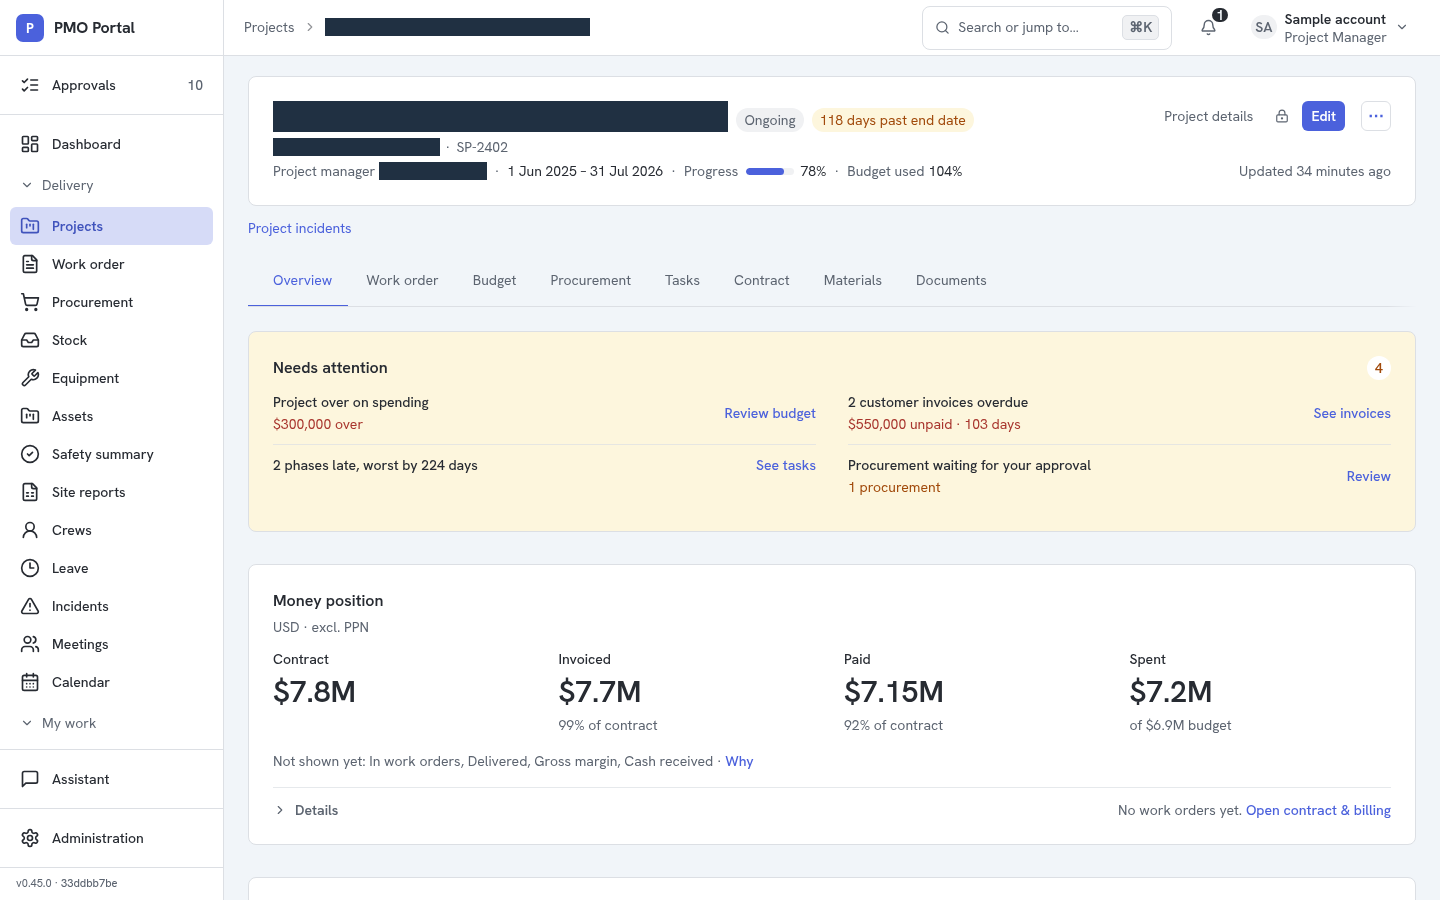 P PMO Portal
Projects
Search or jump to...
⌘K
1
SA
Sample account
Project Manager
Approvals 10
Dashboard
Delivery
Projects
Work order
Procurement
Stock
Equipment
Assets
Safety summary
Site reports
Crews
Leave
Incidents
Meetings
Calendar
My work
Assistant
Administration
v0.45.0 · 33ddbb7be
Ongoing
118 days past end date
Project details
Edit
· SP-2402
Project manager · 1 Jun 2025 – 31 Jul 2026 · Progress 78% · Budget used 104%
Updated 34 minutes ago
Project incidents
Overview Work order Budget Procurement Tasks Contract Materials Documents
Needs attention 4
Project over on spending
$300,000 over
Review budget
2 customer invoices overdue
$550,000 unpaid · 103 days
See invoices
2 phases late, worst by 224 days
See tasks
Procurement waiting for your approval
1 procurement
Review
Money position
USD · excl. PPN
Contract
$7.8M
Invoiced
$7.7M
99% of contract
Paid
$7.15M
92% of contract
Spent
$7.2M
of $6.9M budget
Not shown yet: In work orders, Delivered, Gross margin, Cash received · Why
Details
No work orders yet. Open contract & billing